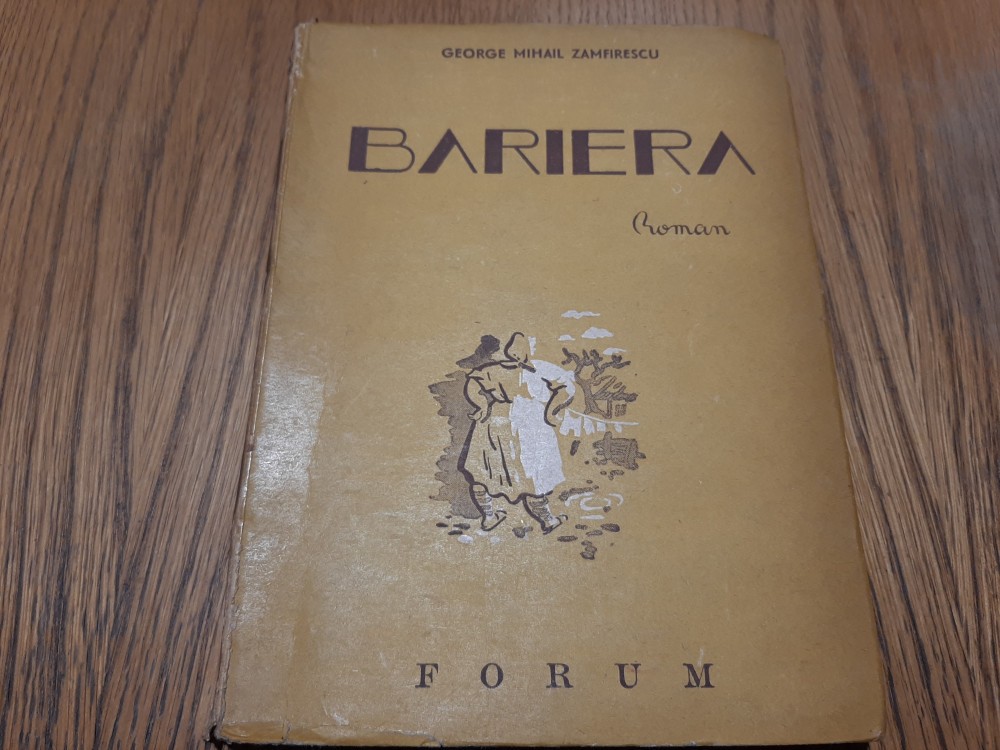 GEORGE MIHAIL ZAMFIRESCU
BARIERA
Roman
FORUM